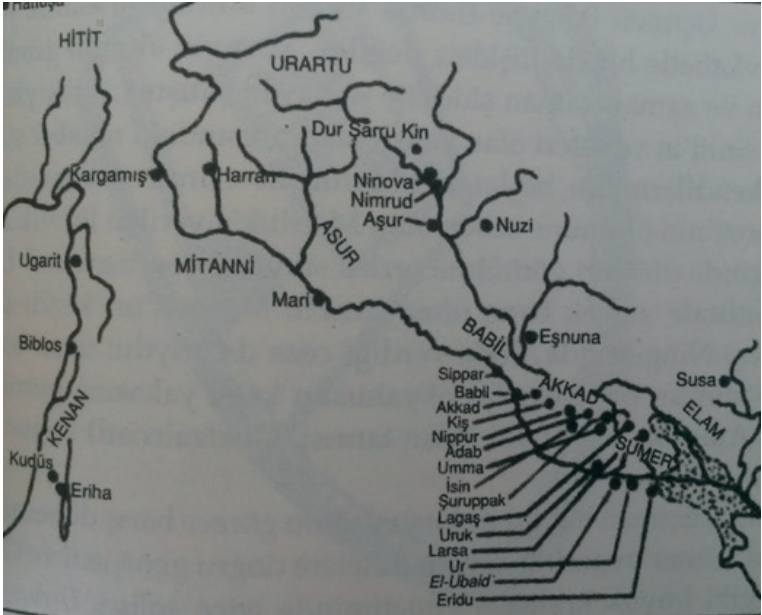 Hattuşa
HİTİT
URARTU
Dur Şarru Kin
Kargamış
Harran
Ninova
Nimrud
Aşur
Nuzi
ASUR
Ugarit
MİTANNİ
Mari
BABİL
Eşnuna
Biblos
Sippar
AKKAD
Susa
Babil
Akkad
ELAM
Kiş
KENAN
Nippur
SÜMER
Adab
Umma
Kudüs
İsin
Eriha
Şuruppak
Lagaş
Uruk
Larsa
Ur
El-Ubaid
Eridu